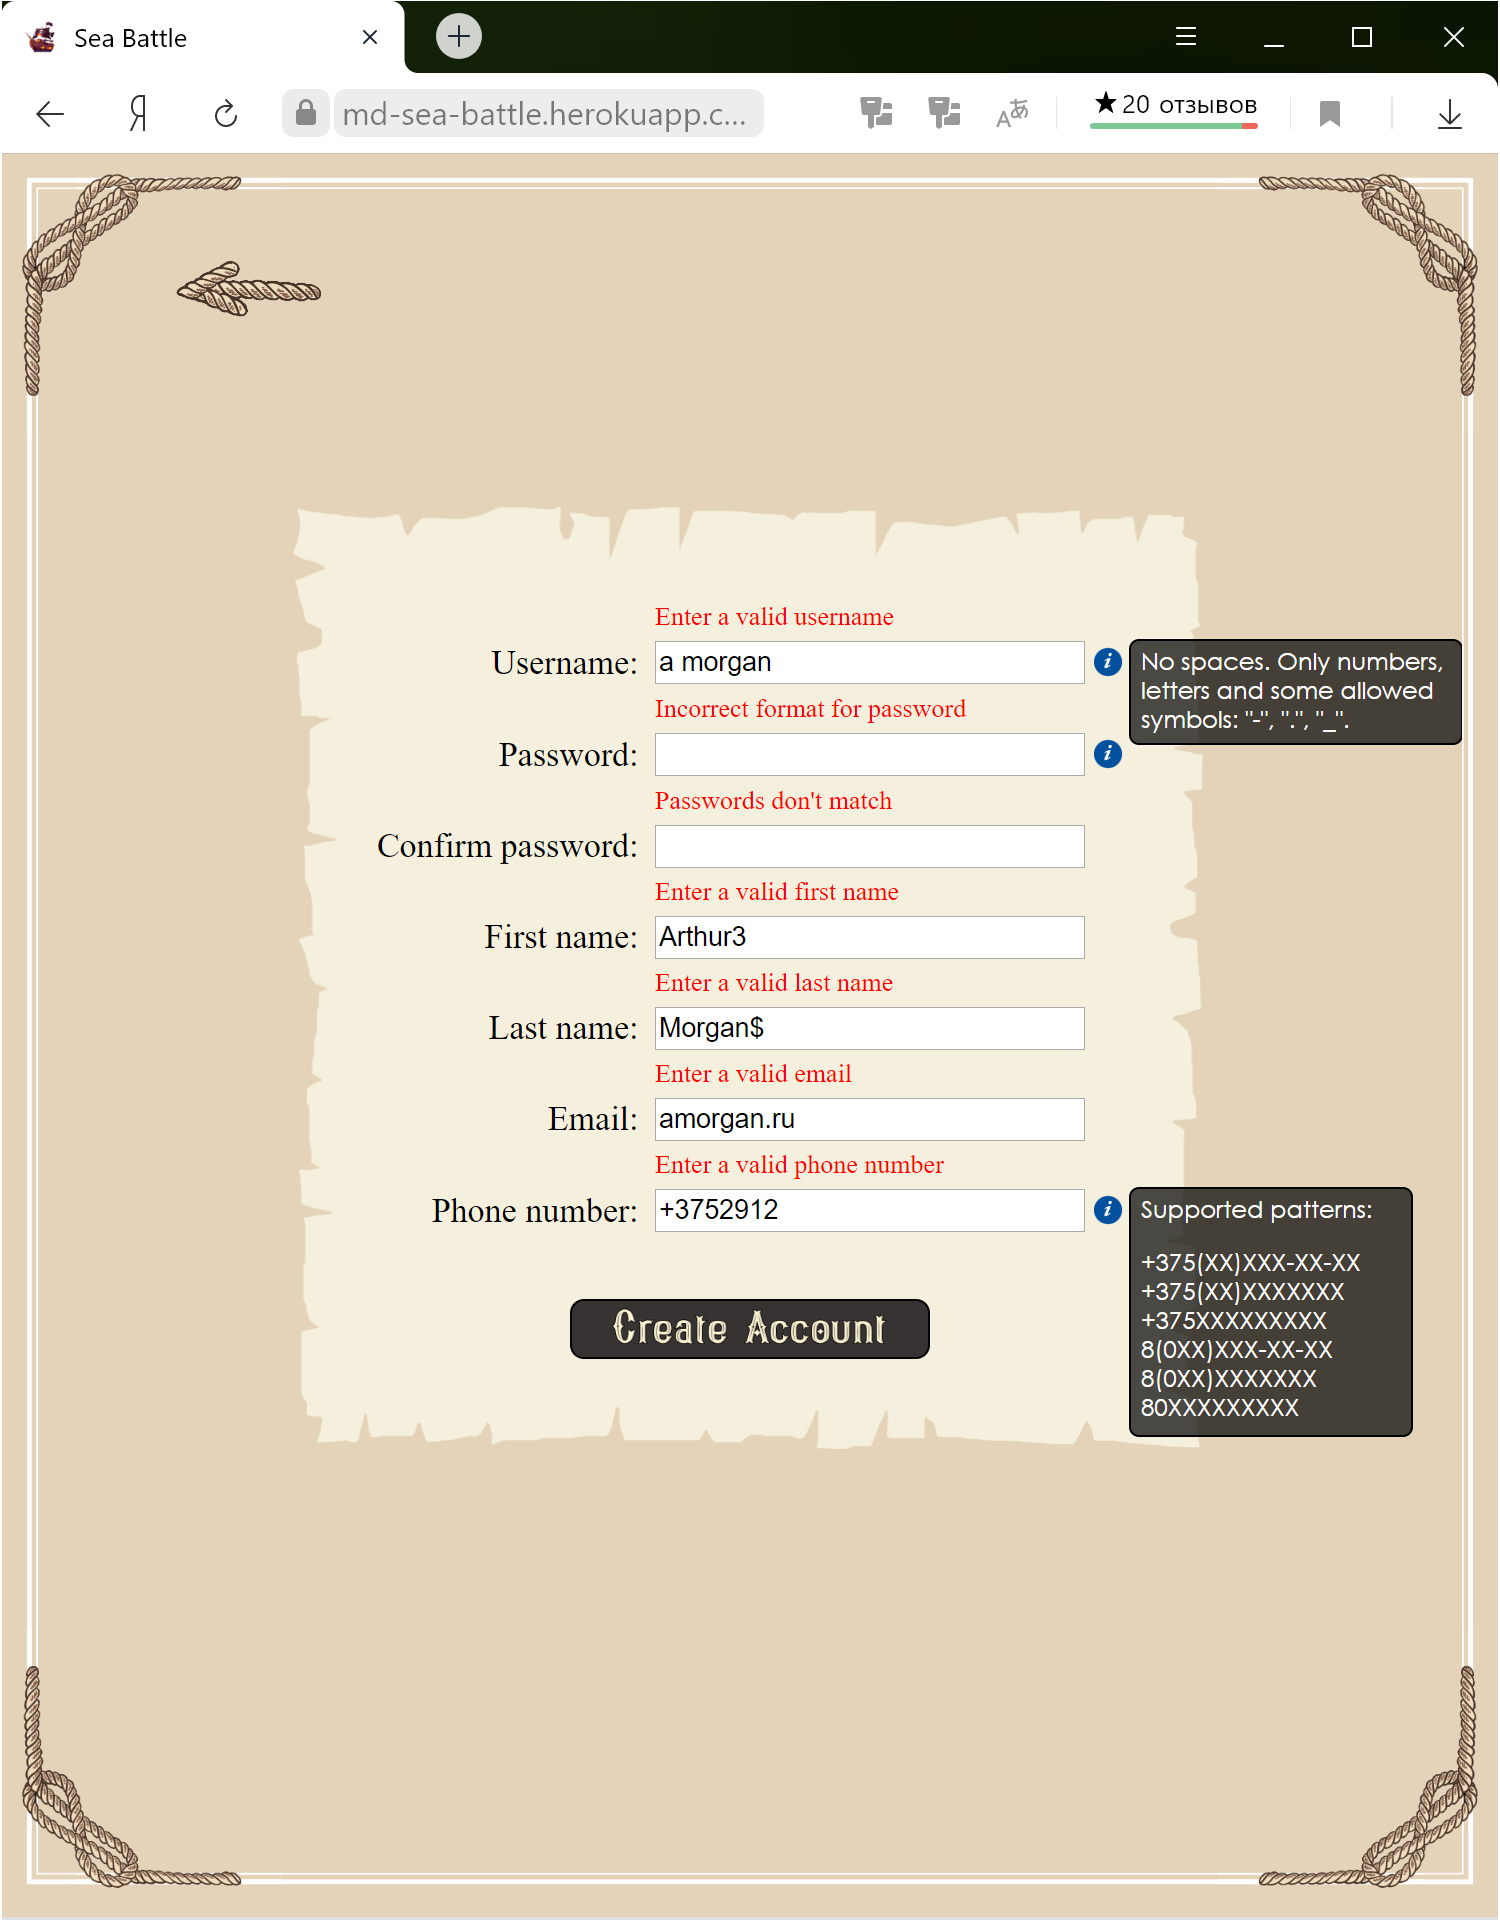 Sea Battle
md-sea-battle.herokuapp.c...
★ 20 отзывов
Enter a valid username
Username: a morgan
No spaces. Only numbers,
letters and some allowed
symbols: "-", ".", "_".
Incorrect format for password
Password:
Passwords don't match
Confirm password:
Enter a valid first name
First name: Arthur3
Enter a valid last name
Last name: Morgan$
Enter a valid email
Email: amorgan.ru
Enter a valid phone number
Phone number: +3752912
Supported patterns:
+375(XX)XXX-XX-XX
+375(XX)XXXXXXX
+375XXXXXXXXX
8(0XX)XXX-XX-XX
8(0XX)XXXXXXX
80XXXXXXXXX
Create Account